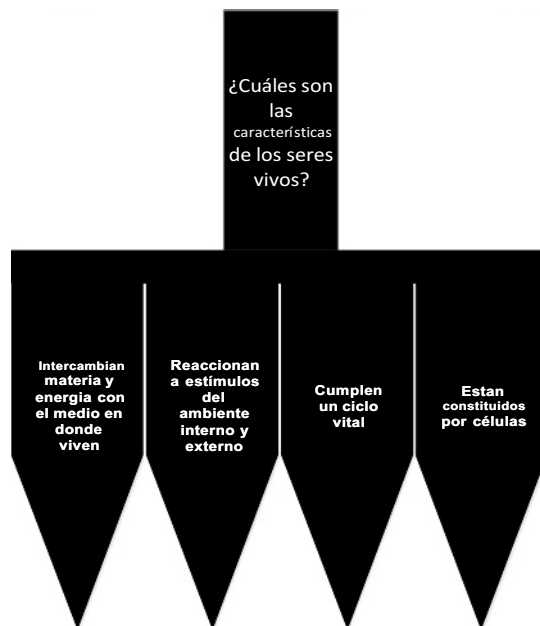 ¿Cuáles son
las
características
de los seres
vivos?
Intercambian
materia y
energia con
el medio en
donde
viven
Reaccionan
a estímulos
del
ambiente
interno y
externo
Cumplen
un ciclo
vital
Estan
constituidos
por células